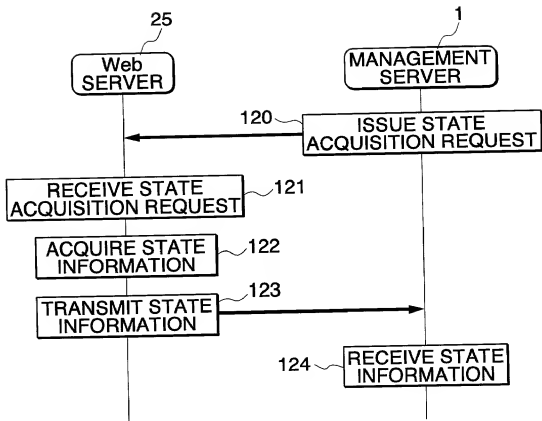 25
1
Web
SERVER
MANAGEMENT
SERVER
120
ISSUE STATE
ACQUISITION REQUEST
RECEIVE STATE
ACQUISITION REQUEST
121
ACQUIRE STATE
INFORMATION
122
TRANSMIT STATE
INFORMATION
123
124
RECEIVE STATE
INFORMATION